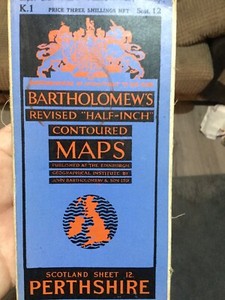 K.1 PRICE THREE SHILLINGS NET Scot. 12
BARTHOLOMEW'S
REVISED "HALF-INCH"
CONTOURED
MAPS
PUBLISHED AT THE EDINBURGH
GEOGRAPHICAL INSTITUTE BY
JOHN BARTHOLOMEW & SON LTD
SCOTLAND SHEET 12.
PERTHSHIRE